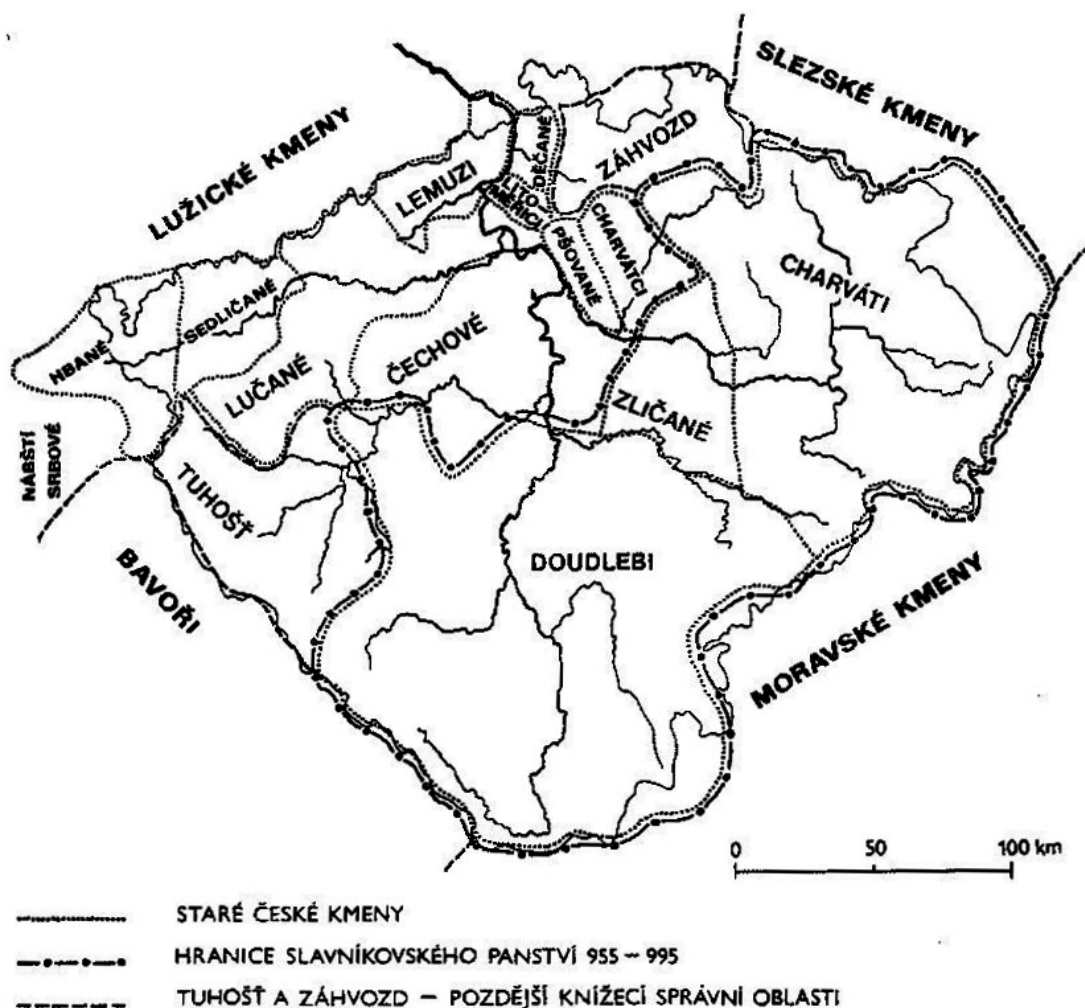 SLEZSKÉ KMENY
LUŽICKÉ KMENY
DĚČANÉ
ZÁHVOZD
LEMUZI
LITO
MĚŘICI
PŠOVANÉ
CHARVÁTCI
CHARVÁTI
SEDLIČANÉ
HBANÉ
LUČANÉ
ČECHOVÉ
ZLIČANÉ
NÁBŠTÍ
SRBOVÉ
TUHOŠŤ
BAVOŘI
DOUDLEBI
MORAVSKÉ KMENY
0 50 100 km
STARÉ ČESKÉ KMENY
HRANICE SLAVNÍKOVSKÉHO PANSTVÍ 955 – 995
TUHOŠŤ A ZÁHVOZD – POZDĚJŠÍ KNÍŽECÍ SPRÁVNÍ OBLASTI